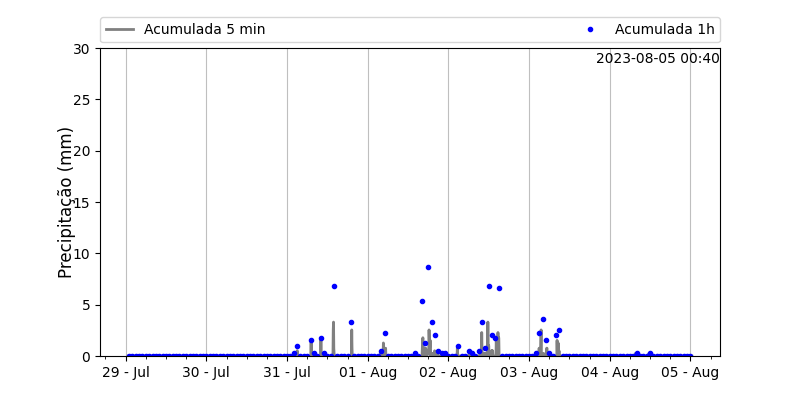 Acumulada 5 min Acumulada 1h
2023-08-05 00:40
Precipitação (mm)
30
25
20
15
10
5
0
29 - Jul 30 - Jul 31 - Jul 01 - Aug 02 - Aug 03 - Aug 04 - Aug 05 - Aug